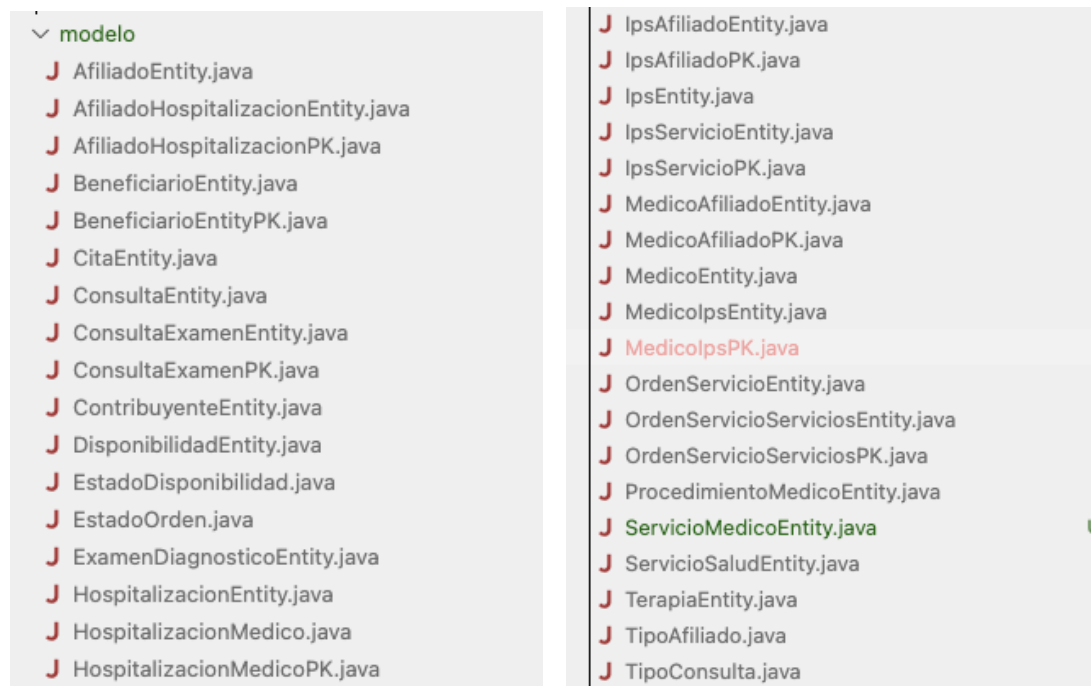 modelo
J AfiliadoEntity.java
J AfiliadoHospitalizacionEntity.java
J AfiliadoHospitalizacionPK.java
J BeneficiarioEntity.java
J BeneficiarioEntityPK.java
J CitaEntity.java
J ConsultaEntity.java
J ConsultaExamenEntity.java
J ConsultaExamenPK.java
J ContribuyenteEntity.java
J DisponibilidadEntity.java
J EstadoDisponibilidad.java
J EstadoOrden.java
J ExamenDiagnosticoEntity.java
J HospitalizacionEntity.java
J HospitalizacionMedico.java
J HospitalizacionMedicoPK.java
J IpsAfiliadoEntity.java
J IpsAfiliadoPK.java
J IpsEntity.java
J IpsServicioEntity.java
J IpsServicioPK.java
J MedicoAfiliadoEntity.java
J MedicoAfiliadoPK.java
J MedicoEntity.java
J MedicoIpsEntity.java
J MedicoIpsPK.java
J OrdenServicioEntity.java
J OrdenServicioServiciosEntity.java
J OrdenServicioServiciosPK.java
J ProcedimientoMedicoEntity.java
J ServicioMedicoEntity.java
J ServicioSaludEntity.java
J TerapiaEntity.java
J TipoAfiliado.java
J TipoConsulta.java